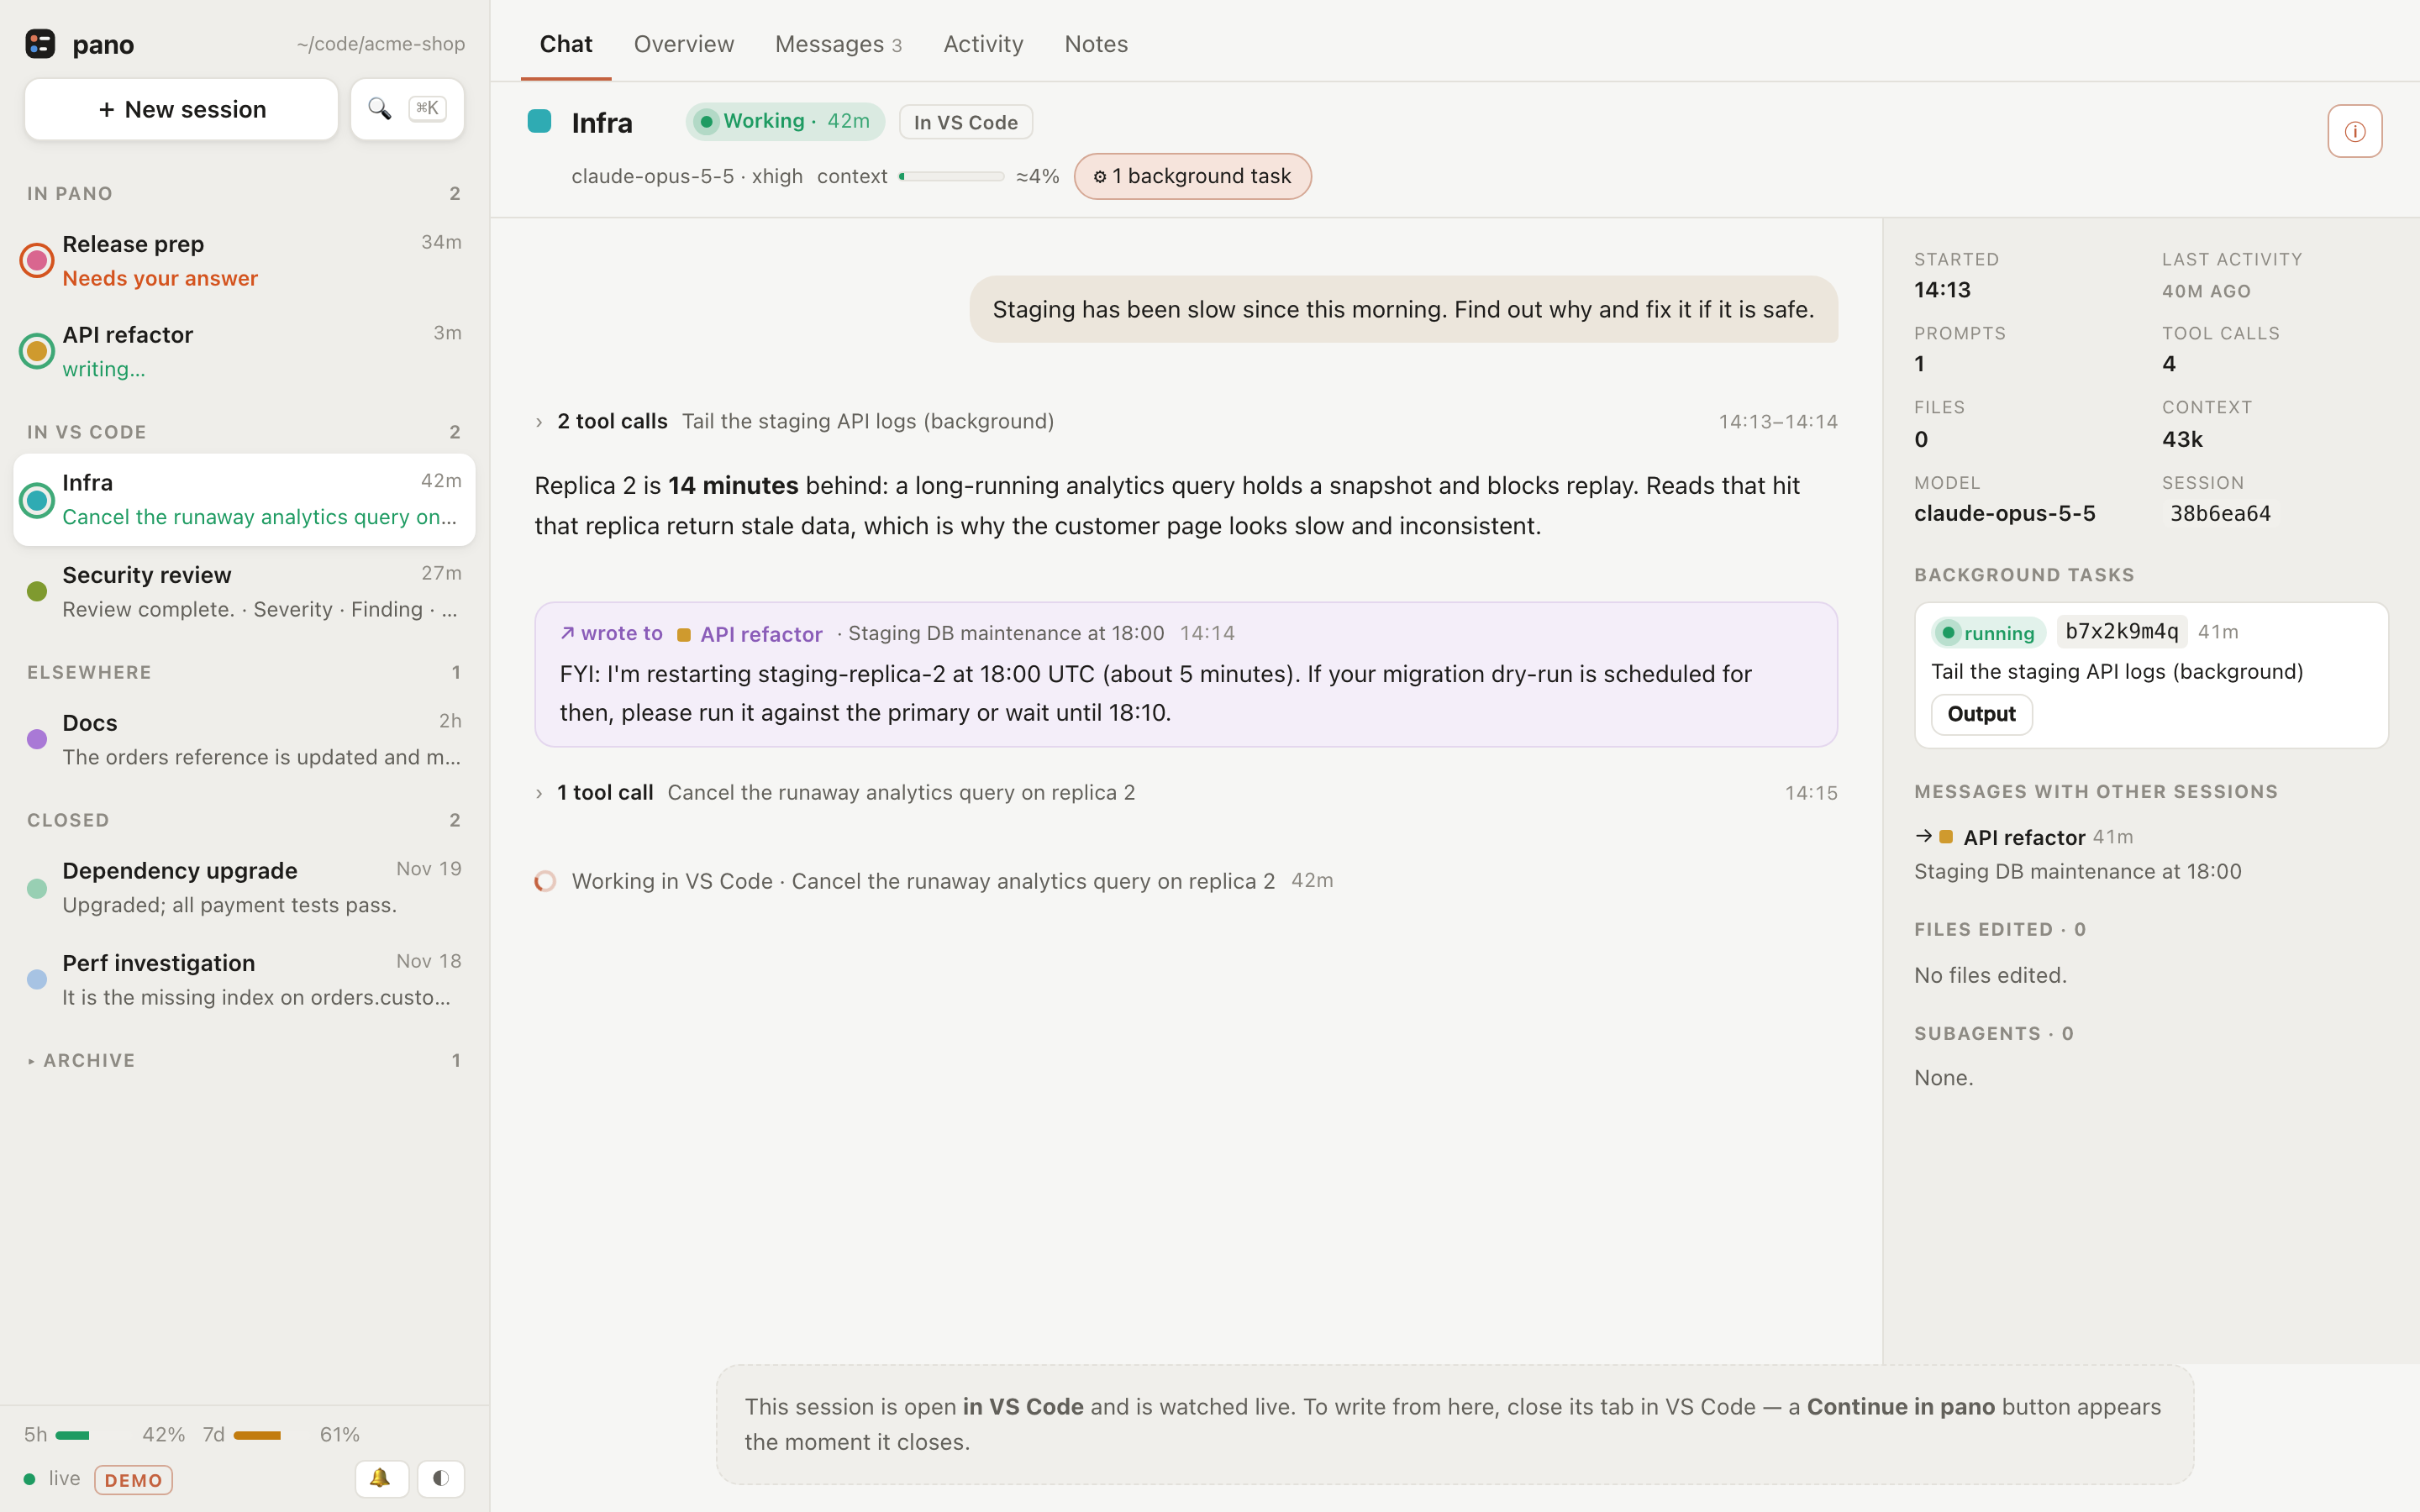 pano
~/code/acme-shop
+ New session
⌘K
IN PANO 2
Release prep 34m
Needs your answer
API refactor 3m
writing…
IN VS CODE 2
Infra 42m
Cancel the runaway analytics query on…
Security review 27m
Review complete. · Severity · Finding · …
ELSEWHERE 1
Docs 2h
The orders reference is updated and m…
CLOSED 2
Dependency upgrade Nov 19
Upgraded; all payment tests pass.
Perf investigation Nov 18
It is the missing index on orders.custo…
▸ ARCHIVE 1
5h 42% 7d 61%
live DEMO
Chat Overview Messages 3 Activity Notes
Infra Working · 42m In VS Code
claude-opus-5-5 · xhigh context ≈4% 1 background task
Staging has been slow since this morning. Find out why and fix it if it is safe.
› 2 tool calls Tail the staging API logs (background) 14:13–14:14
Replica 2 is 14 minutes behind: a long-running analytics query holds a snapshot and blocks replay. Reads that hit
that replica return stale data, which is why the customer page looks slow and inconsistent.
↗ wrote to API refactor · Staging DB maintenance at 18:00 14:14
FYI: I'm restarting staging-replica-2 at 18:00 UTC (about 5 minutes). If your migration dry-run is scheduled for
then, please run it against the primary or wait until 18:10.
› 1 tool call Cancel the runaway analytics query on replica 2 14:15
Working in VS Code · Cancel the runaway analytics query on replica 2 42m
This session is open in VS Code and is watched live. To write from here, close its tab in VS Code — a Continue in pano button appears
the moment it closes.
STARTED LAST ACTIVITY
14:13 40M AGO
PROMPTS TOOL CALLS
1 4
FILES CONTEXT
0 43k
MODEL SESSION
claude-opus-5-5 38b6ea64
BACKGROUND TASKS
running b7x2k9m4q 41m
Tail the staging API logs (background)
Output
MESSAGES WITH OTHER SESSIONS
→ API refactor 41m
Staging DB maintenance at 18:00
FILES EDITED · 0
No files edited.
SUBAGENTS · 0
None.